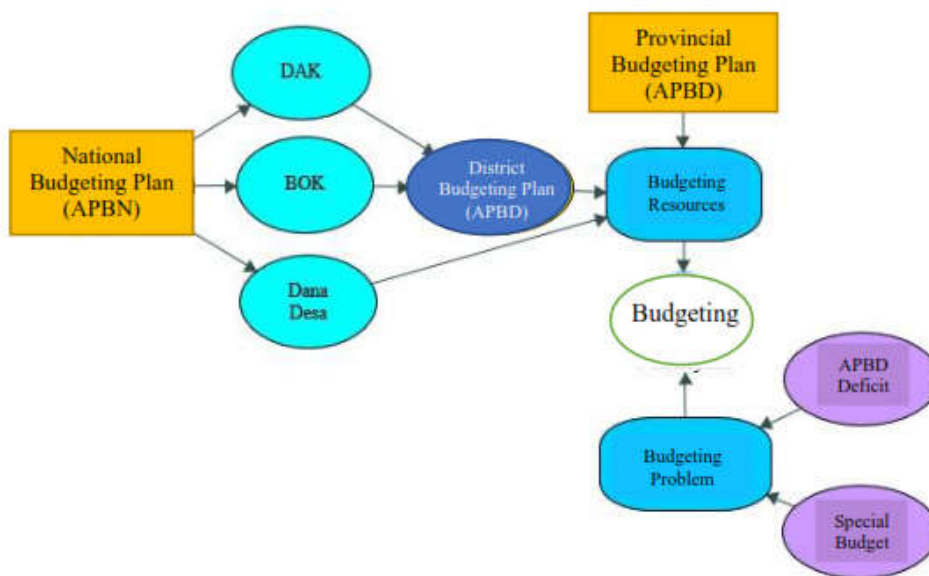 DAK
Provincial
Budgeting Plan
(APBD)
National
Budgeting Plan
(APBN)
BOK
District
Budgeting Plan
(APBD)
Budgeting
Resources
Dana
Desa
Budgeting
APBD
Deficit
Budgeting
Problem
Special
Budget